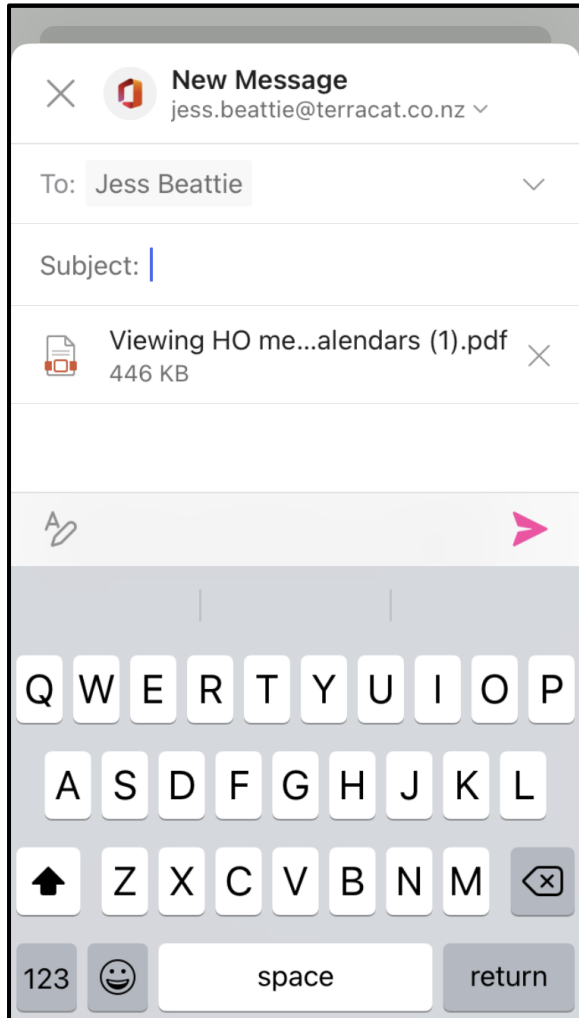 New Message
jess.beattie@terracat.co.nz
To: Jess Beattie
Subject:
Viewing HO me...alendars (1).pdf
446 KB
Q W E R T Y U I O P
A S D F G H J K L
Z X C V B N M
123 space return